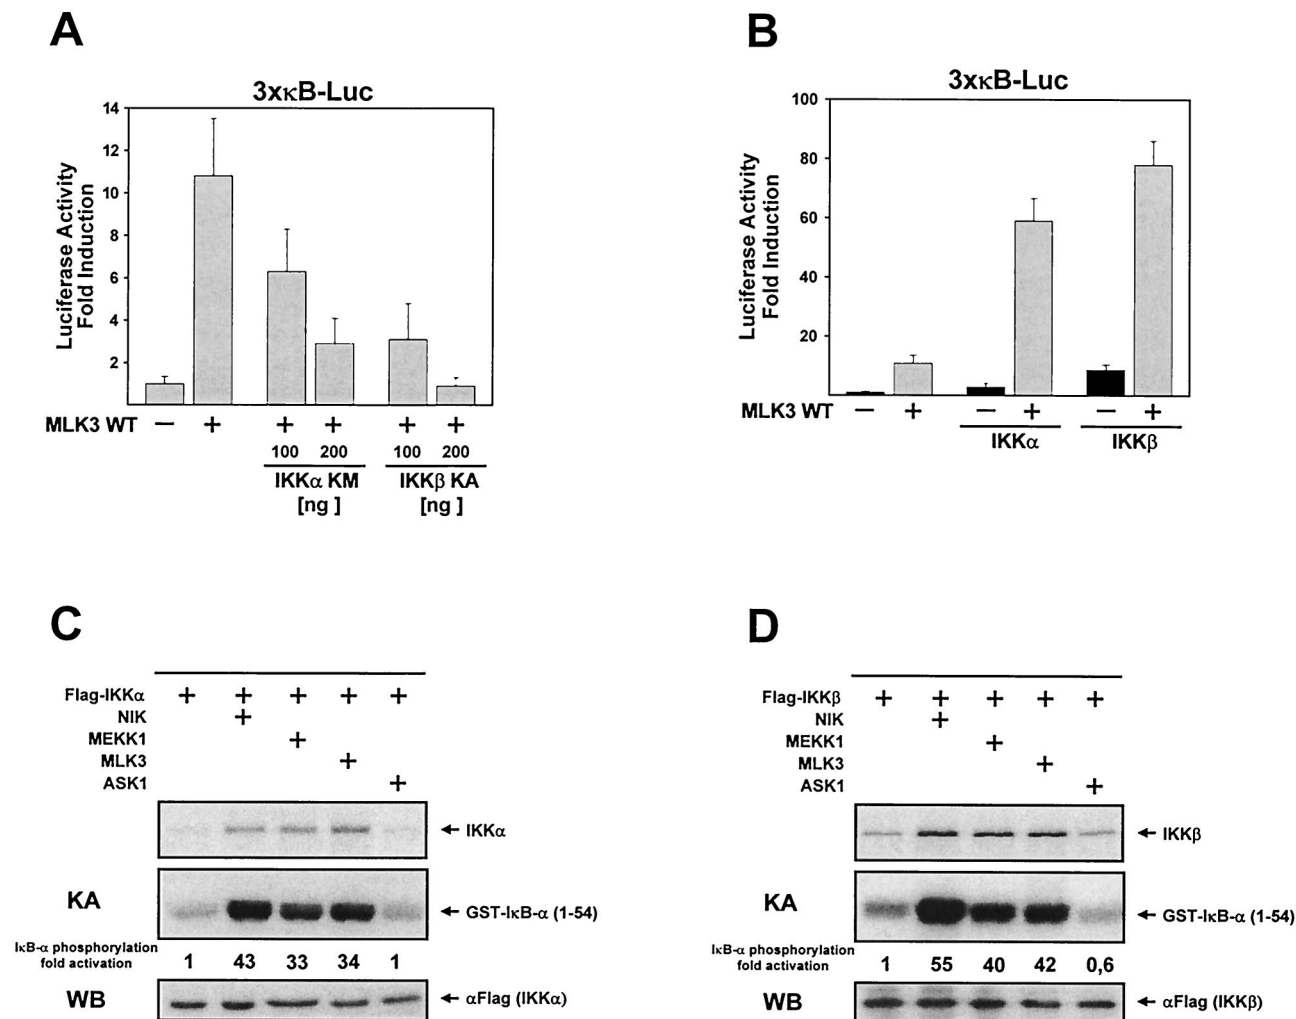 A
3xκB-Luc
Luciferase Activity
Fold Induction
14
12
10
8
6
4
2
MLK3 WT − + + + + +
100 200 100 200
IKKα KM IKKβ KA
[ng ] [ng ]
B
3xκB-Luc
Luciferase Activity
Fold Induction
100
80
60
40
20
MLK3 WT − + − + − +
IKKα IKKβ
C
Flag-IKKα + + + + +
NIK +
MEKK1 +
MLK3 +
ASK1 +
← IKKα
KA ← GST-IκB-α (1-54)
IκB-α phosphorylation
fold activation 1 43 33 34 1
WB ← αFlag (IKKα)
D
Flag-IKKβ + + + + +
NIK +
MEKK1 +
MLK3 +
ASK1 +
← IKKβ
KA ← GST-IκB-α (1-54)
IκB-α phosphorylation
fold activation 1 55 40 42 0,6
WB ← αFlag (IKKβ)